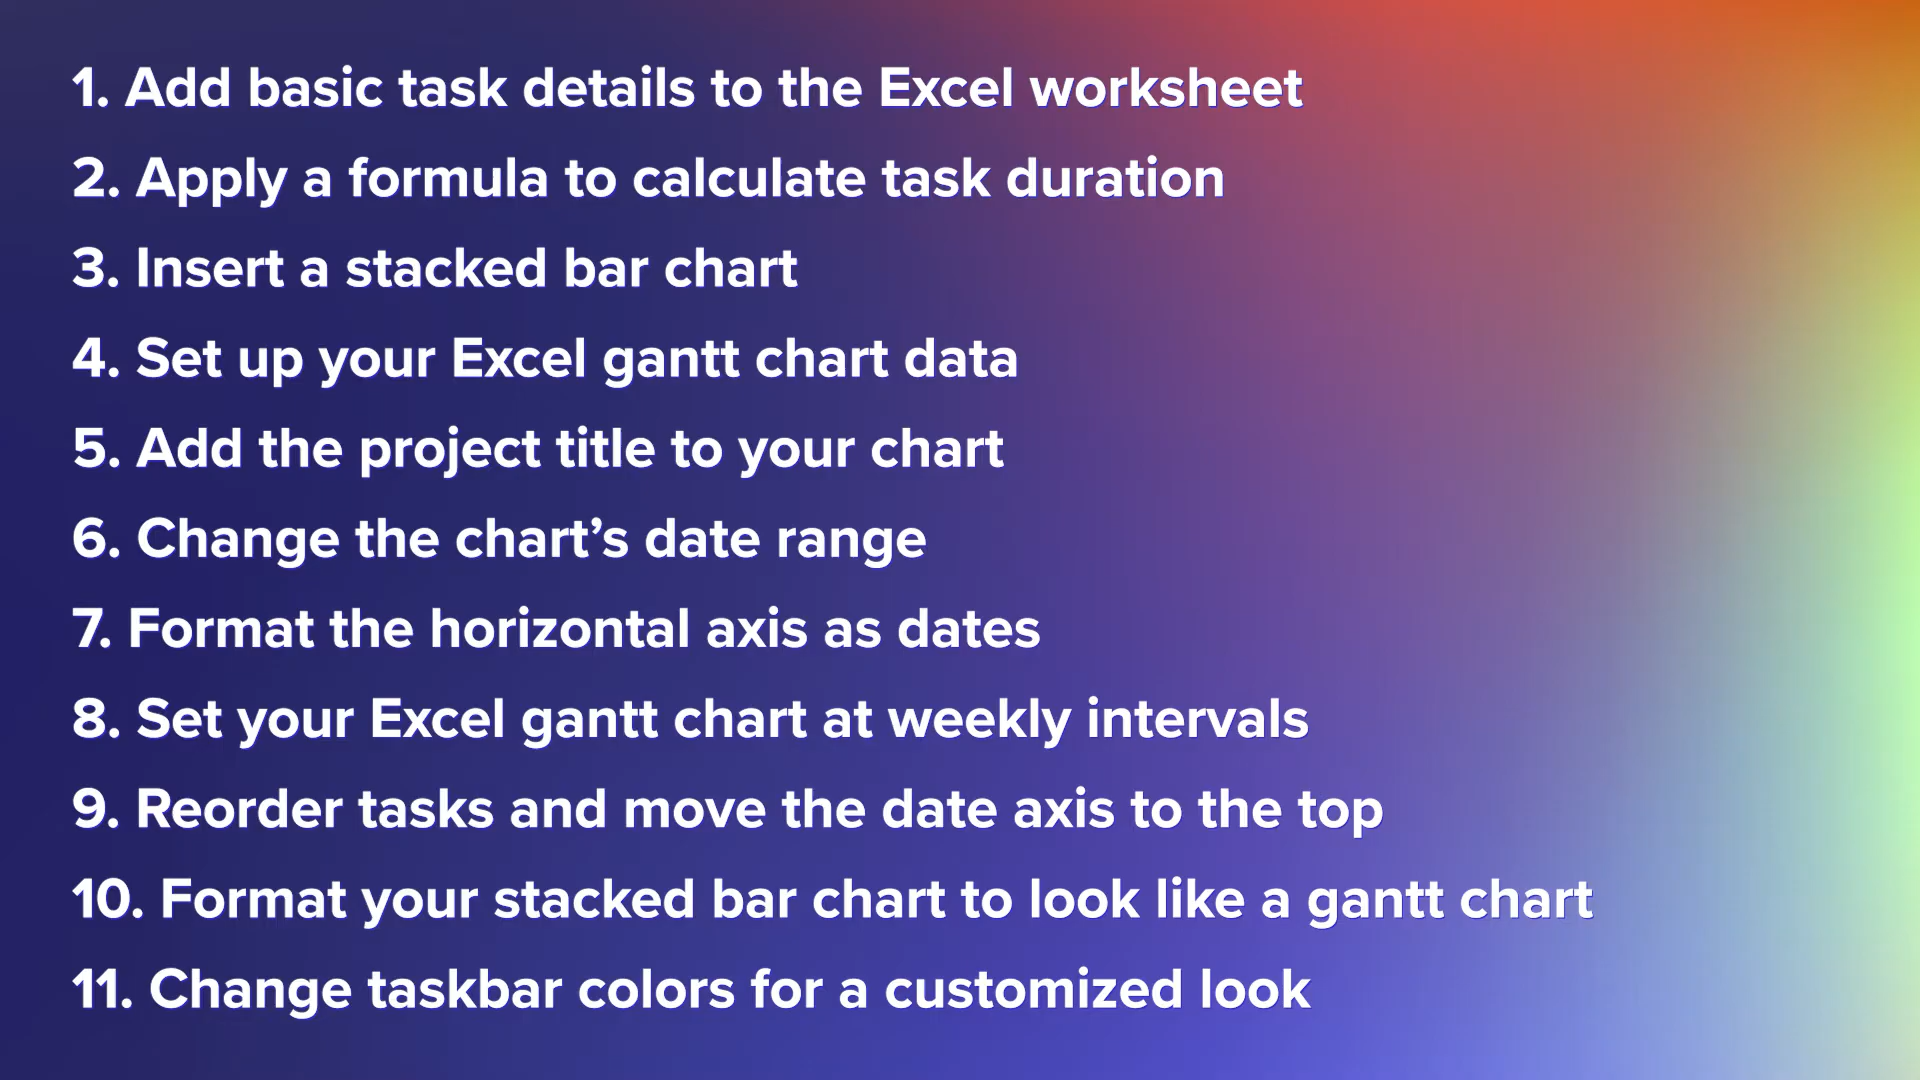 1. Add basic task details to the Excel worksheet
2. Apply a formula to calculate task duration
3. Insert a stacked bar chart
4. Set up your Excel gantt chart data
5. Add the project title to your chart
6. Change the chart’s date range
7. Format the horizontal axis as dates
8. Set your Excel gantt chart at weekly intervals
9. Reorder tasks and move the date axis to the top
10. Format your stacked bar chart to look like a gantt chart
11. Change taskbar colors for a customized look